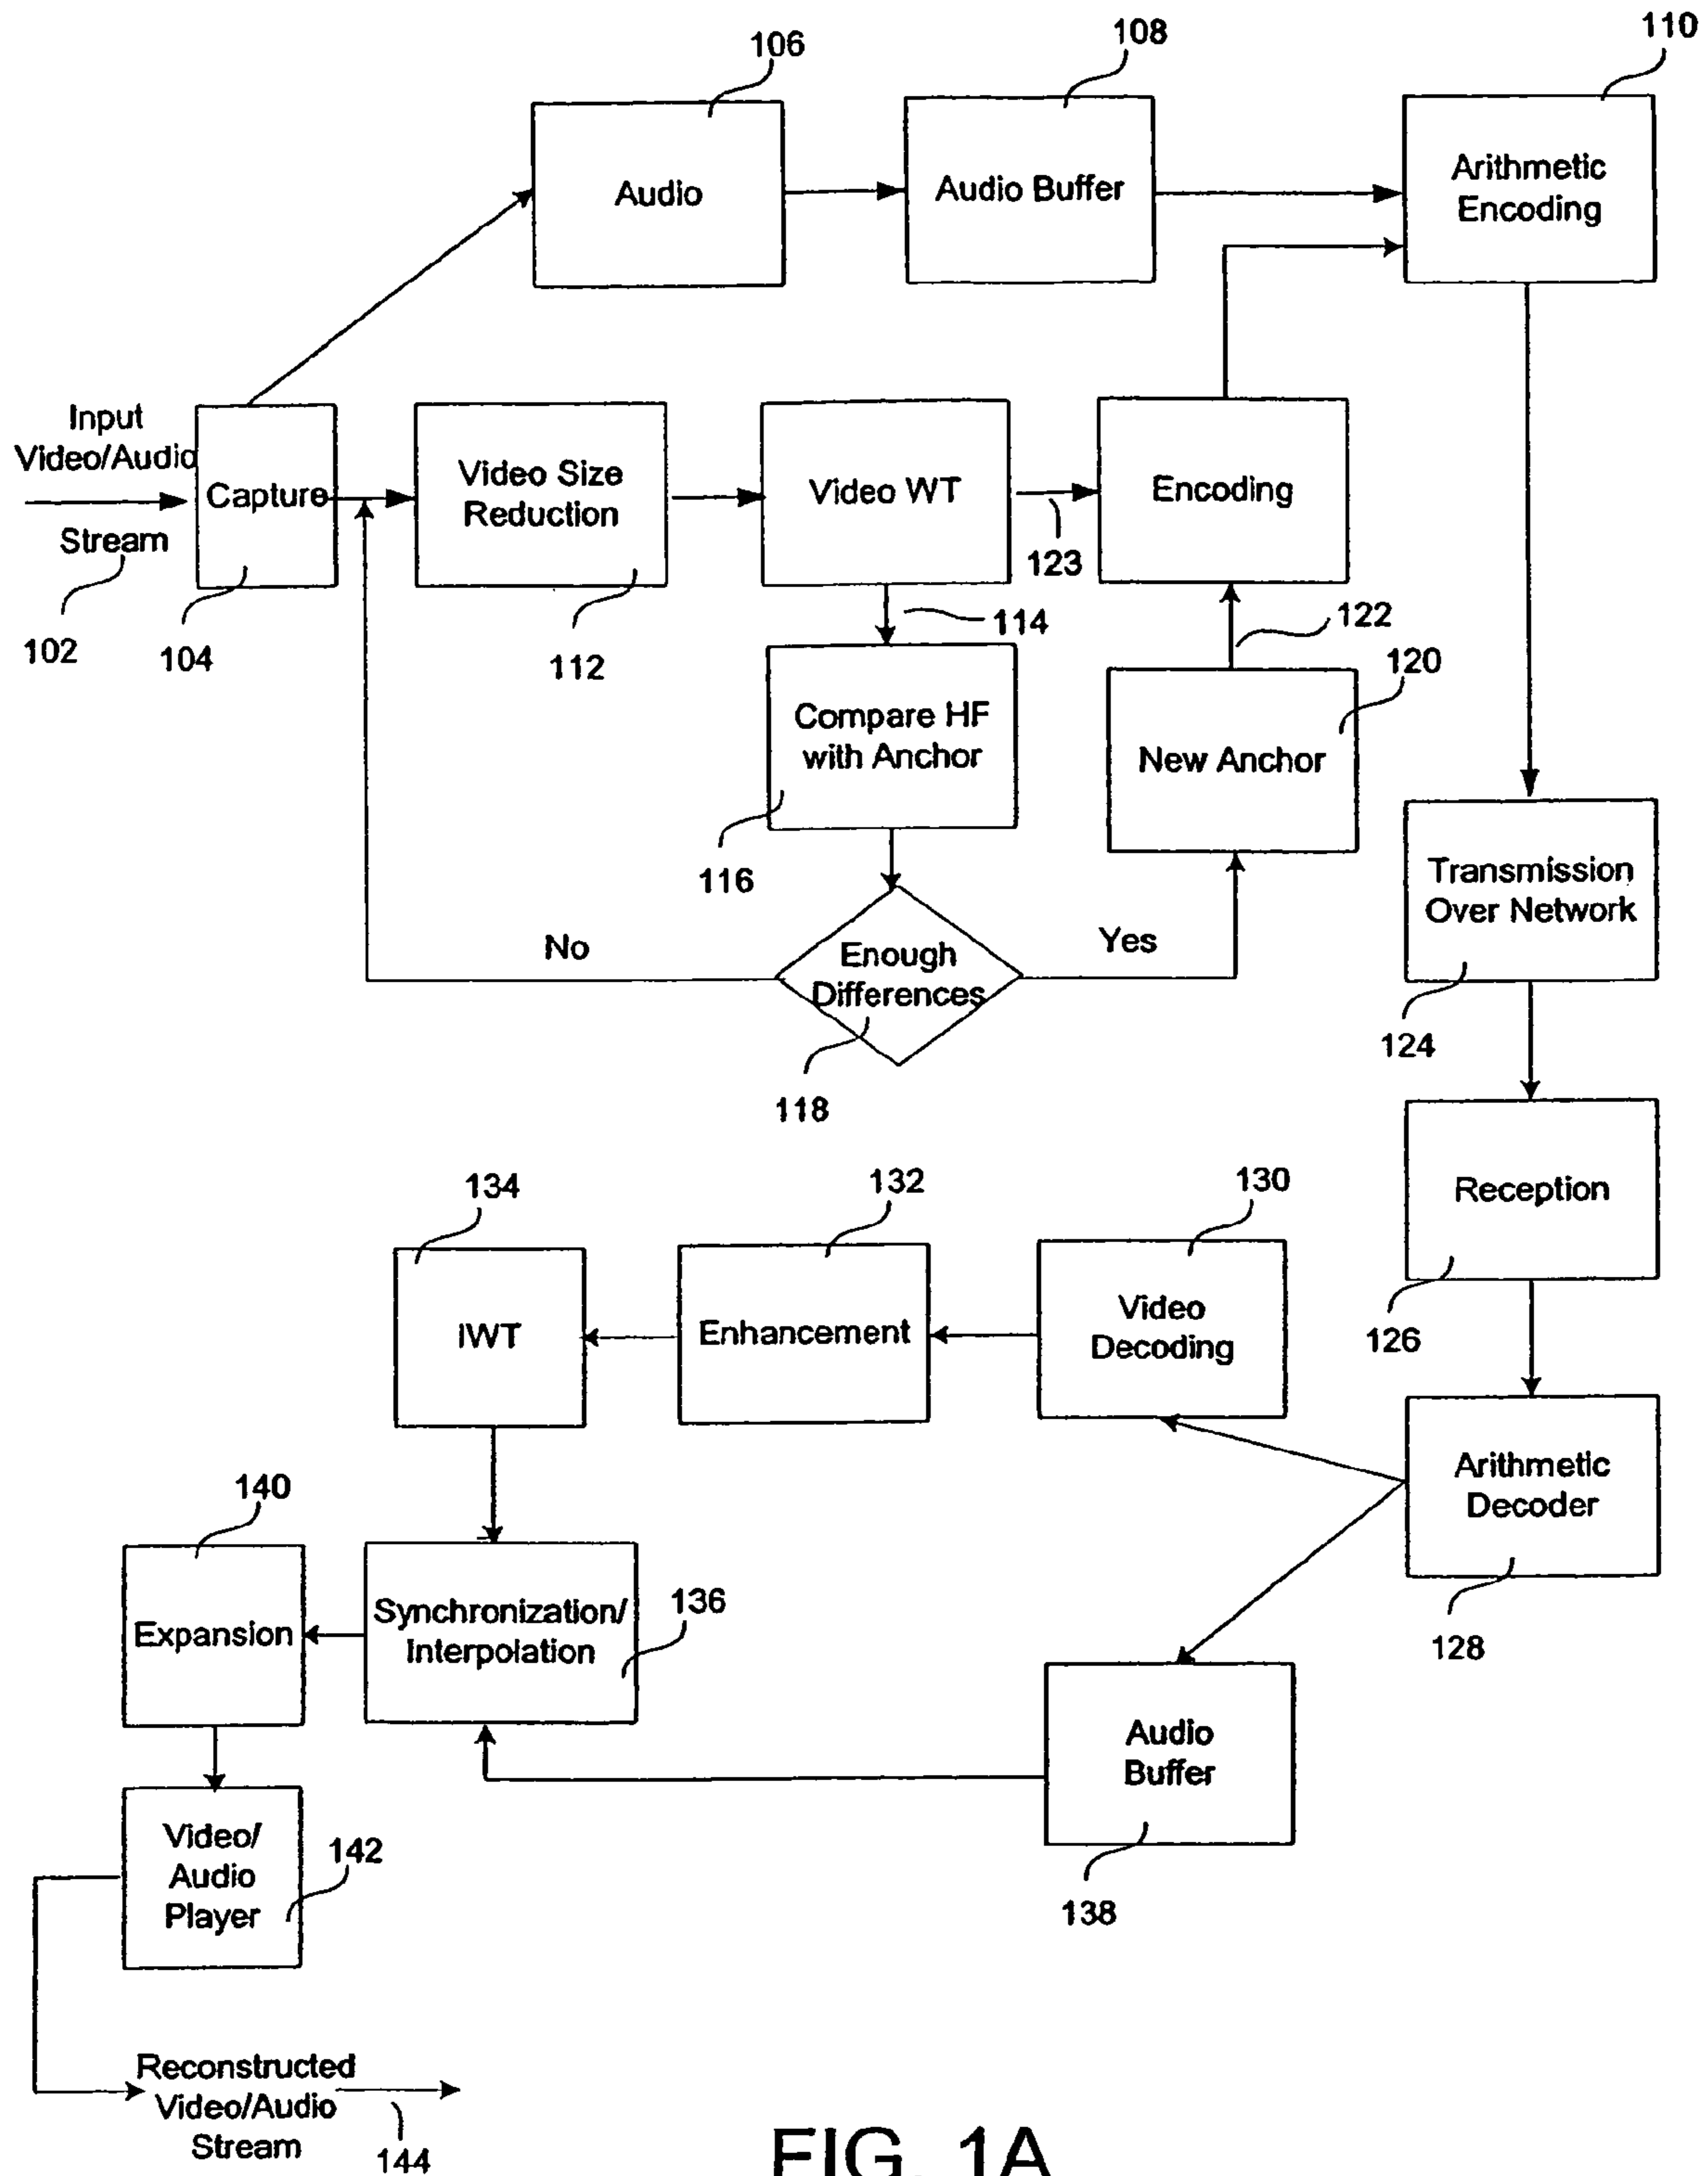 106
108
110
Audio
Audio Buffer
Arithmetic
Encoding
Input
Video/Audio
Stream
102
Capture
104
Video Size
Reduction
112
Video WT
123
Encoding
114
122
120
Compare HF
with Anchor
116
New Anchor
No
Yes
Enough
Differences
118
Transmission
Over Network
124
Reception
126
134
132
130
IWT
Enhancement
Video
Decoding
Arithmetic
Decoder
128
140
Expansion
Synchronization/
Interpolation
136
Audio
Buffer
138
Video/
Audio
Player
142
Reconstructed
Video/Audio
Stream
144
FIG. 1A